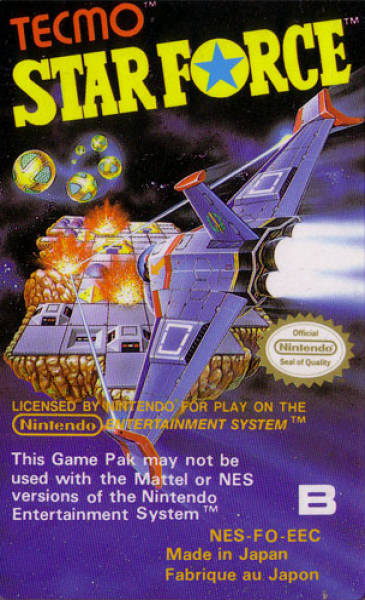 TECMO™
STAR FORCE™
Official
Nintendo
Seal of Quality
LICENSED BY NINTENDO FOR PLAY ON THE
Nintendo ENTERTAINMENT SYSTEM™
This Game Pak may not be
used with the Mattel or NES
versions of the Nintendo
Entertainment System™
B
NES-FO-EEC
Made in Japan
Fabriqué au Japon